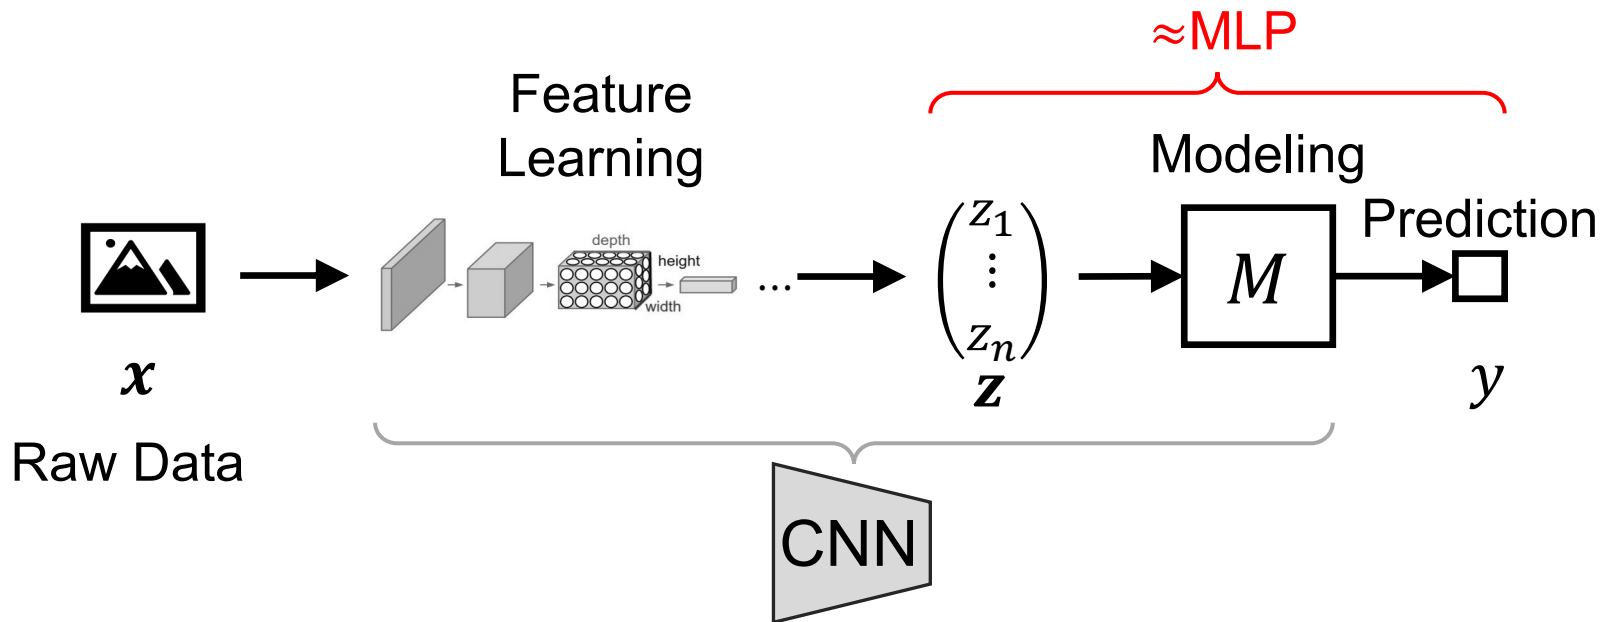 ≈MLP
Feature
Learning
Modeling
Prediction
depth
height
width
...
z₁
⋮
zₙ
M
x
z
y
Raw Data
CNN